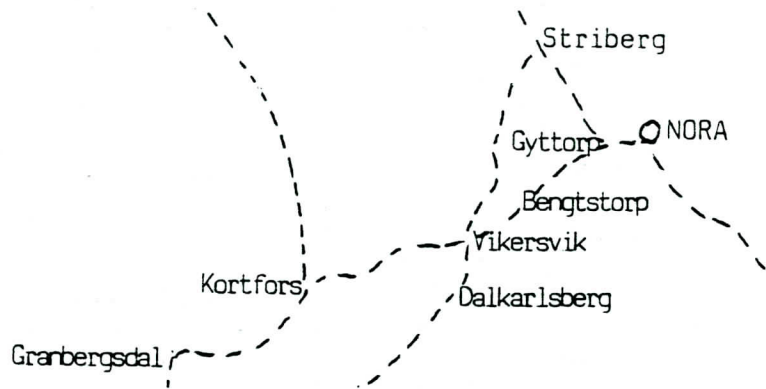 Striberg
NORA
Gyttorp
Bengtstorp
Vikersvik
Kortfors
Dalkarlsberg
Granbergsdal